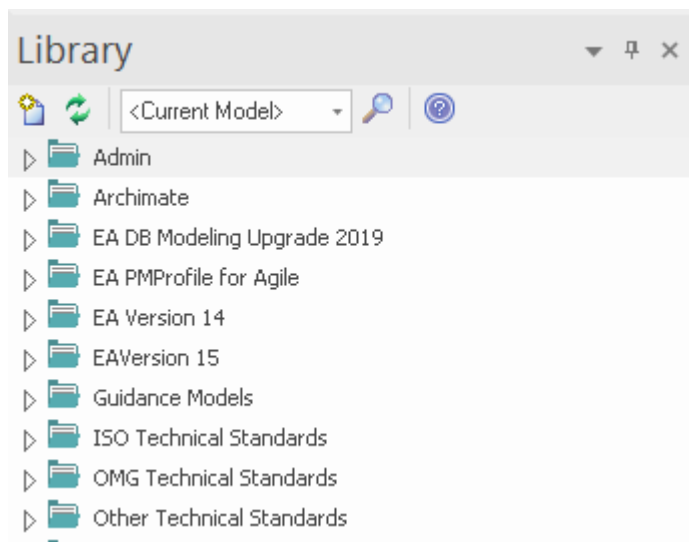 Library
<Current Model>
Admin
Archimate
EA DB Modeling Upgrade 2019
EA PMProfile for Agile
EA Version 14
EAVersion 15
Guidance Models
ISO Technical Standards
OMG Technical Standards
Other Technical Standards